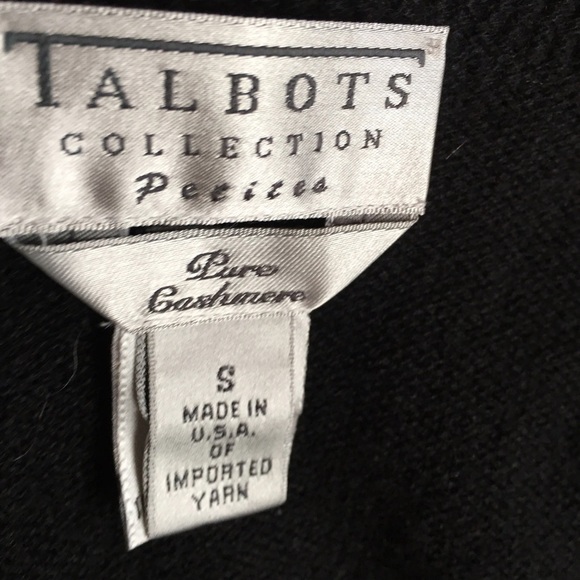 TALBOTS
COLLECTION
Petites
Pure
Cashmere
S
MADE IN
U.S.A.
OF
IMPORTED
YARN